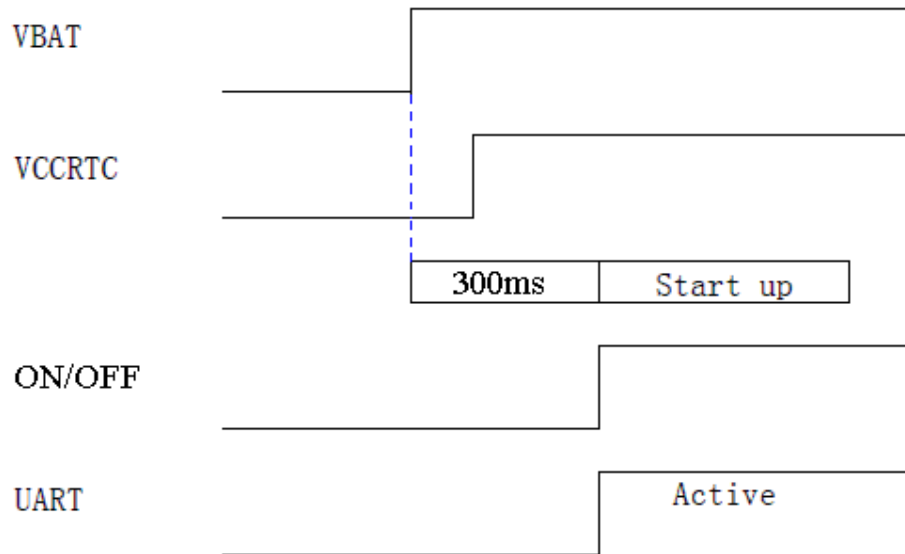 VBAT
VCCRTC
300ms
Start up
ON/OFF
UART
Active